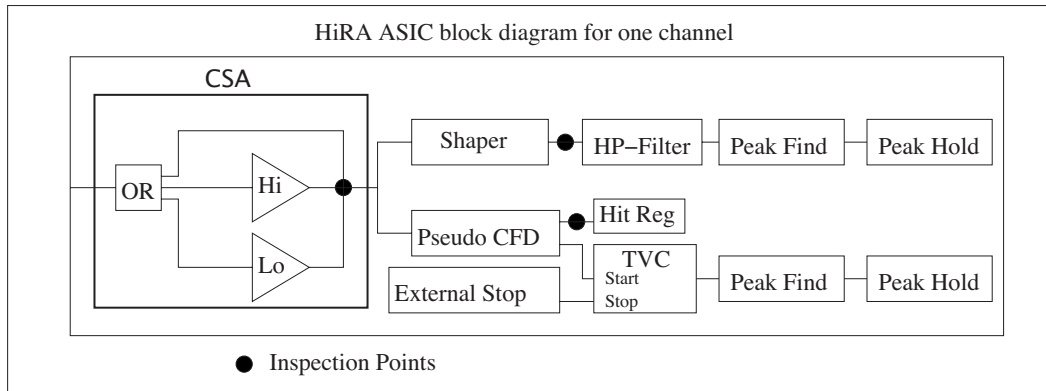 HiRA ASIC block diagram for one channel
CSA
OR
Hi
Lo
Shaper
HP−Filter
Peak Find
Peak Hold
Pseudo CFD
Hit Reg
External Stop
TVC
Start
Stop
Peak Find
Peak Hold
Inspection Points